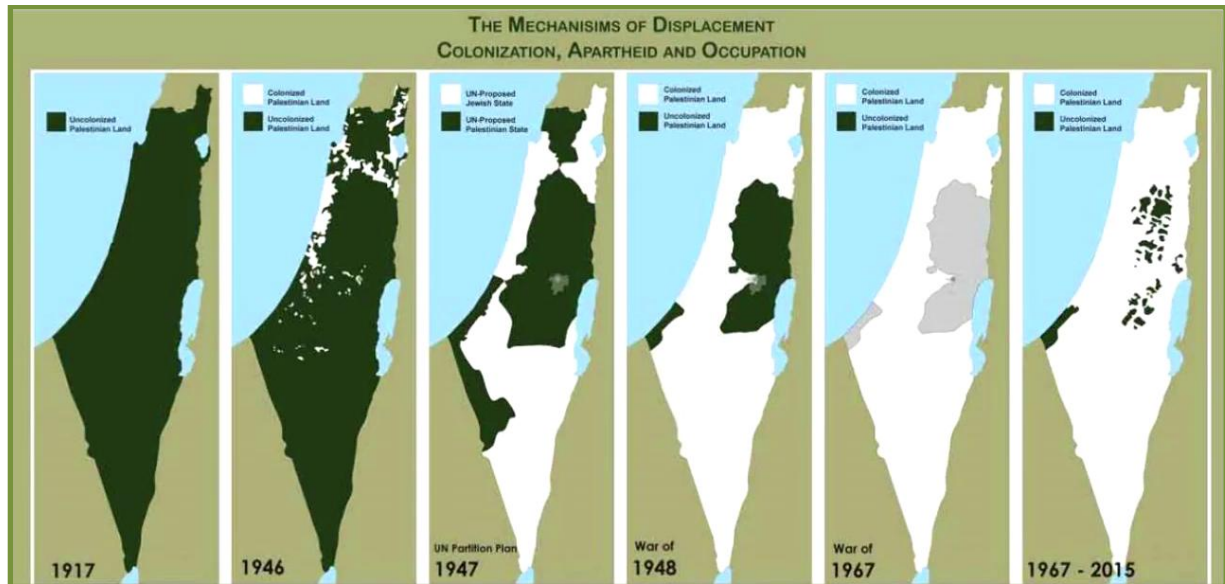 THE MECHANISIMS OF DISPLACEMENT
COLONIZATION, APARTHEID AND OCCUPATION
Uncolonized
Palestinian Land
1917
Colonized
Palestinian Land
Uncolonized
Palestinian Land
1946
UN-Proposed
Jewish State
UN-Proposed
Palestinian State
UN Partition Plan
1947
Colonized
Palestinian Land
Uncolonized
Palestinian Land
War of
1948
Colonized
Palestinian Land
Uncolonized
Palestinian Land
War of
1967
Colonized
Palestinian Land
Uncolonized
Palestinian Land
1967 - 2015